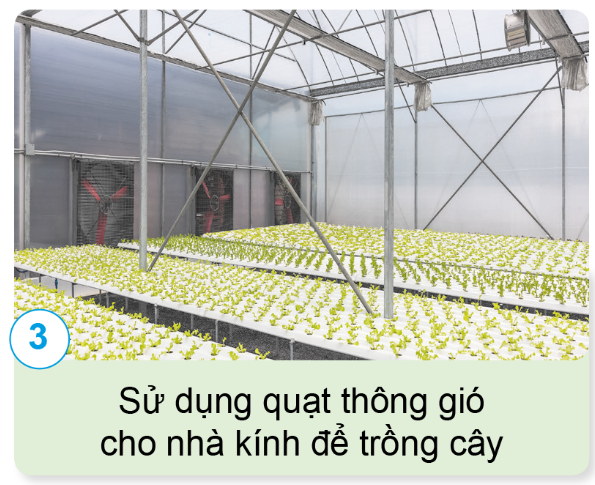 3
Sử dụng quạt thông gió
cho nhà kính để trồng cây